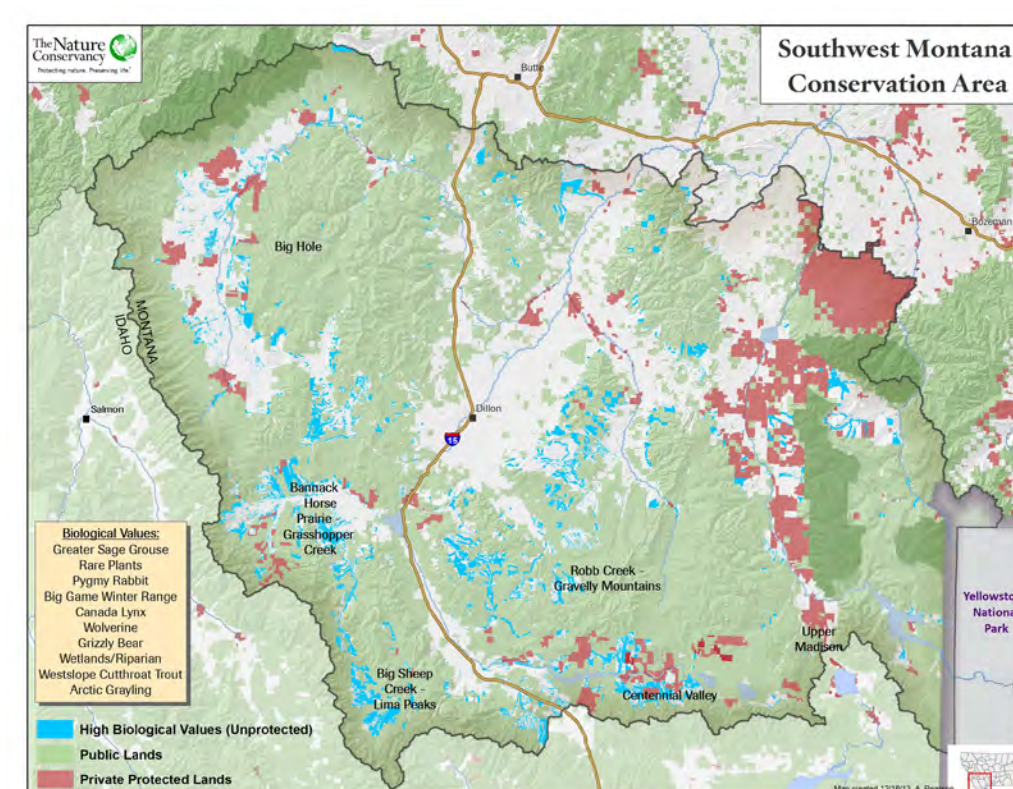 The Nature
Conservancy
Protecting nature. Preserving life.
Southwest Montana
Conservation Area
Butte
Bozeman
Big Hole
MONTANA
IDAHO
Salmon
Dillon
15
Bannack
Horse
Prairie
Grasshopper
Creek
Robb Creek -
Gravelly Mountains
Upper
Madison
Big Sheep
Creek -
Lima Peaks
Centennial Valley
Yellowsto
Nationa
Park
Biological Values:
Greater Sage Grouse
Rare Plants
Pygmy Rabbit
Big Game Winter Range
Canada Lynx
Wolverine
Grizzly Bear
Wetlands/Riparian
Westslope Cutthroat Trout
Arctic Grayling
High Biological Values (Unprotected)
Public Lands
Private Protected Lands